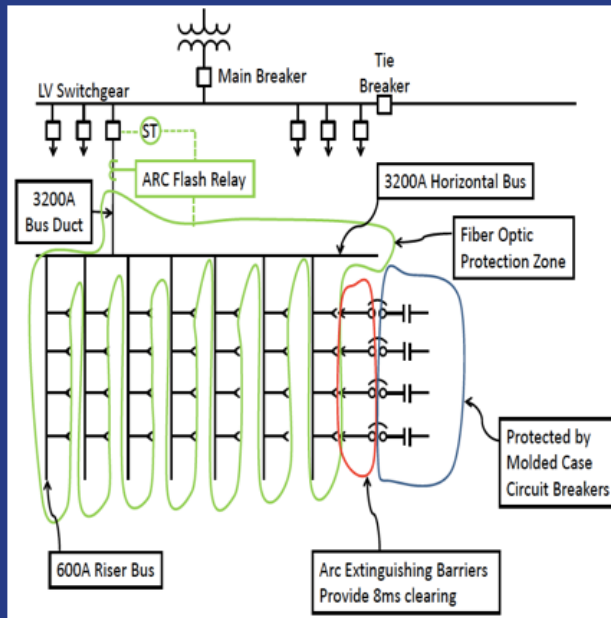 Main Breaker
Tie
Breaker
LV Switchgear
ST
ARC Flash Relay
3200A
Bus Duct
3200A Horizontal Bus
Fiber Optic
Protection Zone
Protected by
Molded Case
Circuit Breakers
600A Riser Bus
Arc Extinguishing Barriers
Provide 8ms clearing